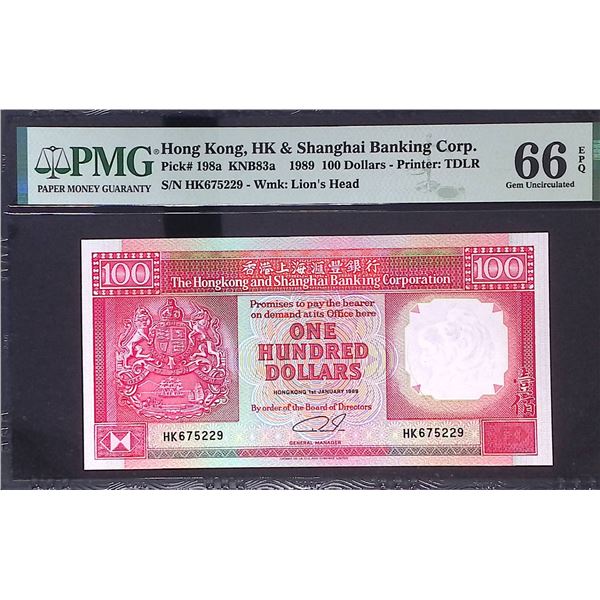 PMG®
PAPER MONEY GUARANTY
Hong Kong, HK & Shanghai Banking Corp.
Pick# 198a KNB83a 1989 100 Dollars - Printer: TDLR
S/N HK675229 - Wmk: Lion's Head
66 EPQ
Gem Uncirculated
100
香港上海滙豐銀行
100
The Hongkong and Shanghai Banking Corporation
Promises to pay the bearer
on demand at its Office here
ONE
HUNDRED
DOLLARS
HONGKONG 1st JANUARY 1989
By order of the Board of Directors
HK675229
HK675229
GENERAL MANAGER